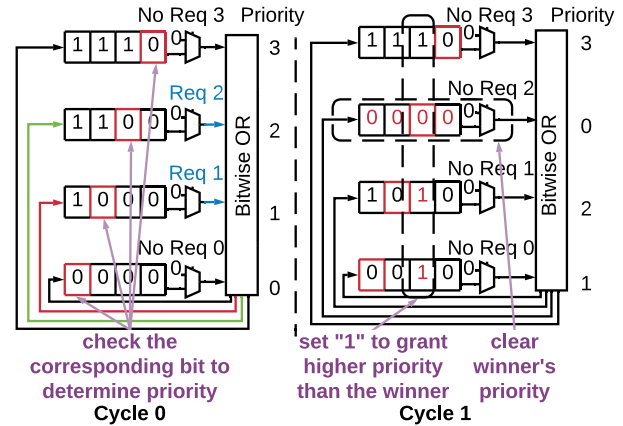 No Req 3 Priority
1 1 1 0 0 3
Req 2
1 1 0 0 0 2
Req 1
1 0 0 0 0 1
No Req 0
0 0 0 0 0 0
Bitwise OR
check the
corresponding bit to
determine priority
Cycle 0
No Req 3 Priority
1 1 1 0 0 3
No Req 2
0 0 0 0 0 0
No Req 1
1 0 1 0 0 2
No Req 0
0 0 1 0 0 1
Bitwise OR
set "1" to grant
higher priority
than the winner
clear
winner's
priority
Cycle 1